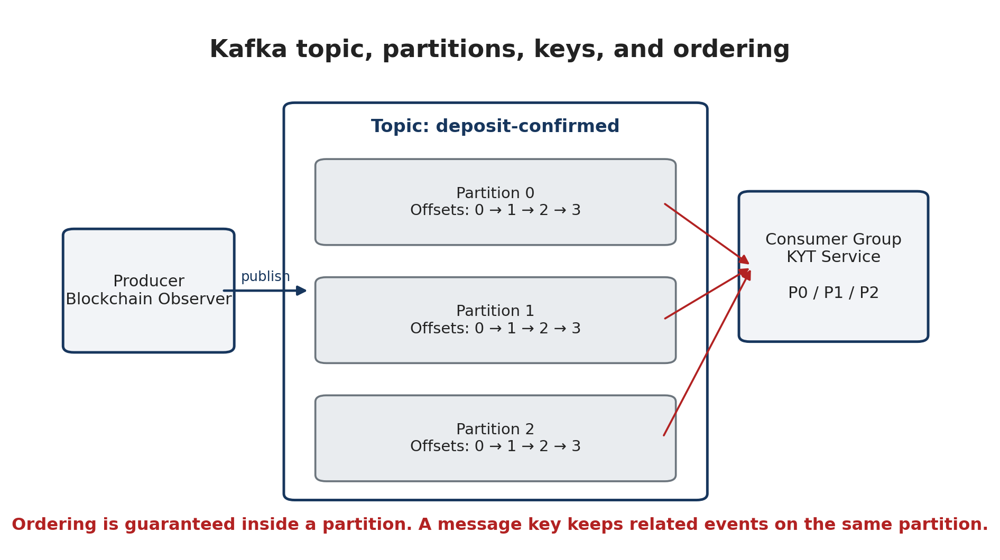 Kafka topic, partitions, keys, and ordering
Topic: deposit-confirmed
Partition 0
Offsets: 0 → 1 → 2 → 3
Producer
Blockchain Observer
publish
Partition 1
Offsets: 0 → 1 → 2 → 3
Consumer Group
KYT Service
P0 / P1 / P2
Partition 2
Offsets: 0 → 1 → 2 → 3
Ordering is guaranteed inside a partition. A message key keeps related events on the same partition.